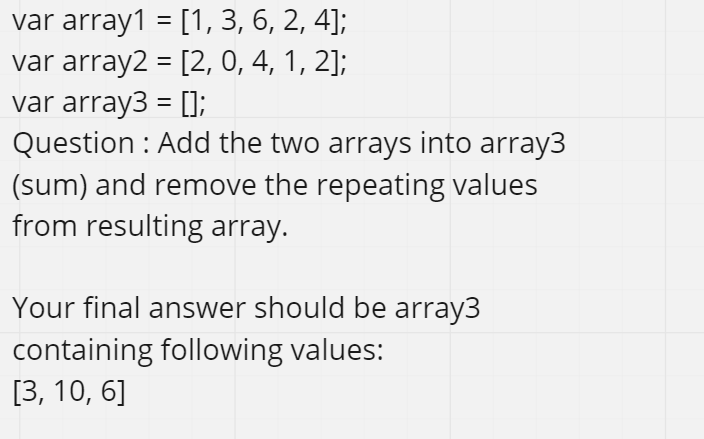 var array1 = [1, 3, 6, 2, 4];
var array2 = [2, 0, 4, 1, 2];
var array3 = [];
Question : Add the two arrays into array3
(sum) and remove the repeating values
from resulting array.
Your final answer should be array3
containing following values:
[3, 10, 6]